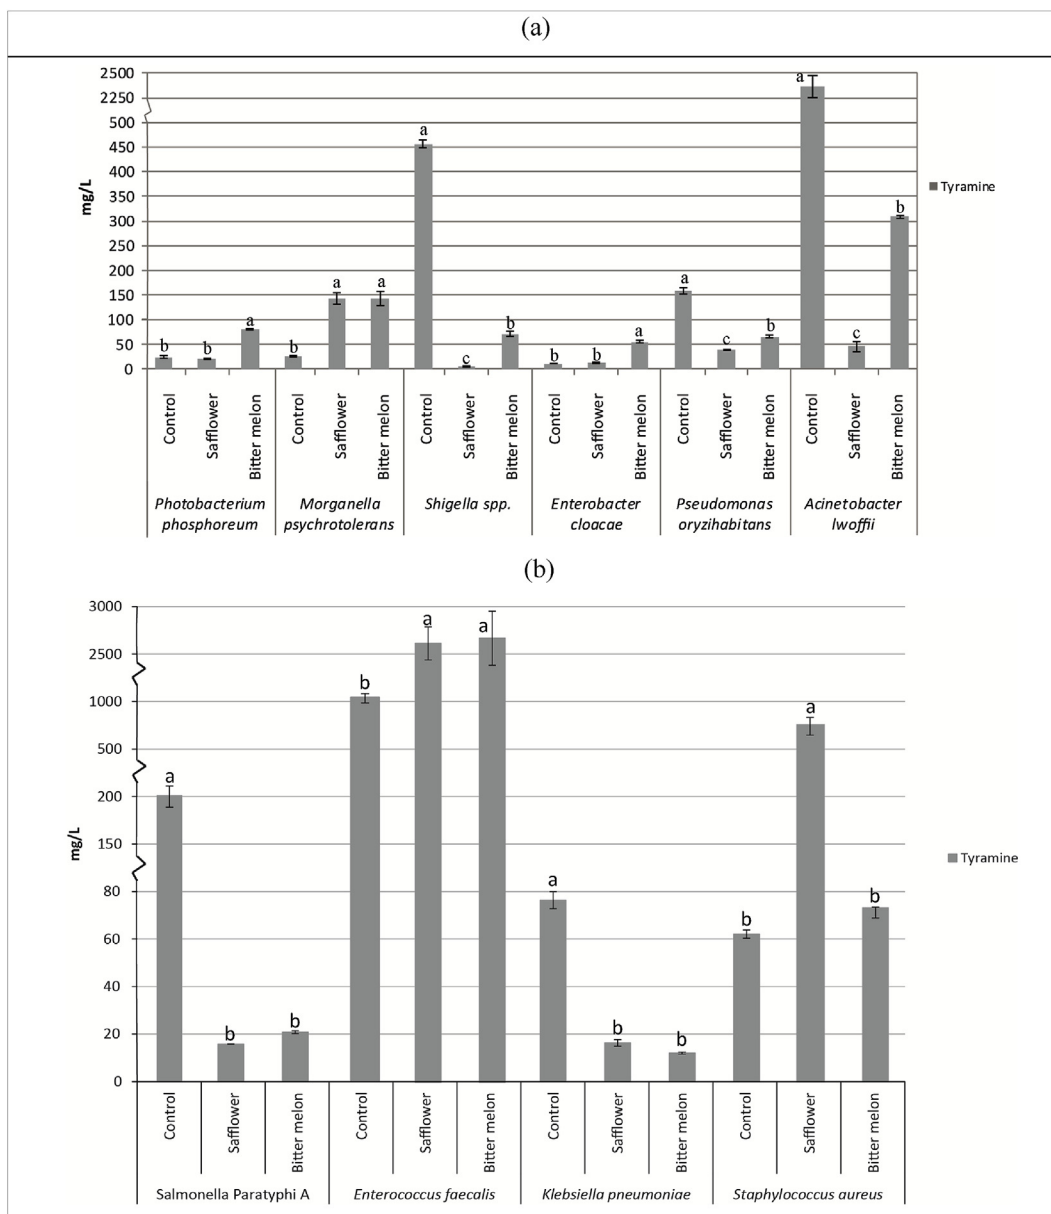 (a)
2500
2250
500
450
400
350
300
250
200
150
100
50
0
mg/L
b
b
a
b
a
a
a
c
b
b
b
a
a
c
b
a
c
b
Tyramine
Control
Safflower
Bitter melon
Control
Safflower
Bitter melon
Control
Safflower
Bitter melon
Control
Safflower
Bitter melon
Control
Safflower
Bitter melon
Control
Safflower
Bitter melon
Photobacterium
phosphoreum
Morganella
psychrotolerans
Shigella spp.
Enterobacter
cloacae
Pseudomonas
oryzihabitans
Acinetobacter
lwoffii
(b)
3000
2500
1000
500
200
150
80
60
40
20
0
mg/L
a
b
b
b
a
a
a
b
b
b
a
b
Tyramine
Control
Safflower
Bitter melon
Control
Safflower
Bitter melon
Control
Safflower
Bitter melon
Control
Safflower
Bitter melon
Salmonella Paratyphi A
Enterococcus faecalis
Klebsiella pneumoniae
Staphylococcus aureus